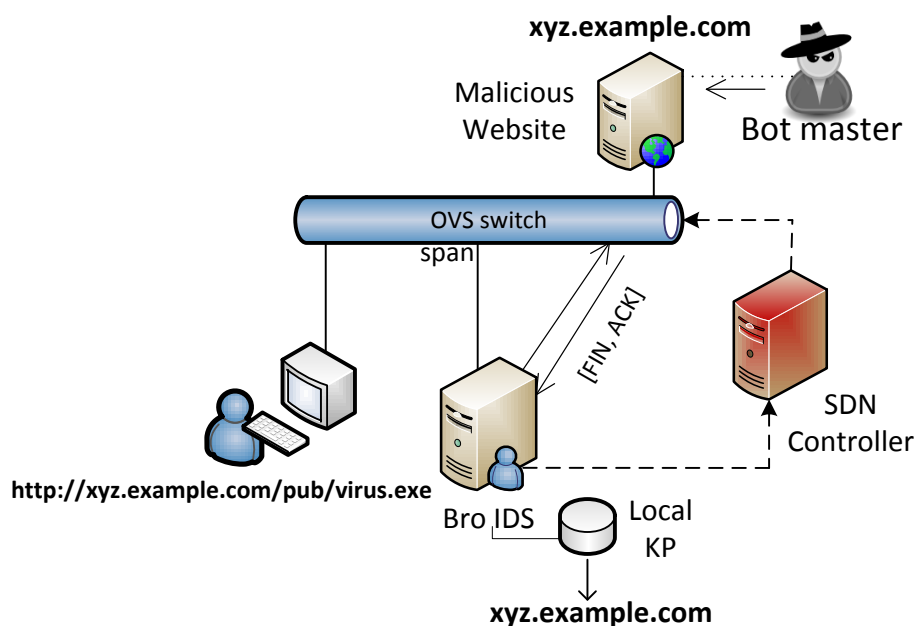 xyz.example.com
Malicious
Website
Bot master
OVS switch
span
[FIN, ACK]
SDN
Controller
http://xyz.example.com/pub/virus.exe
Bro IDS
Local
KP
xyz.example.com